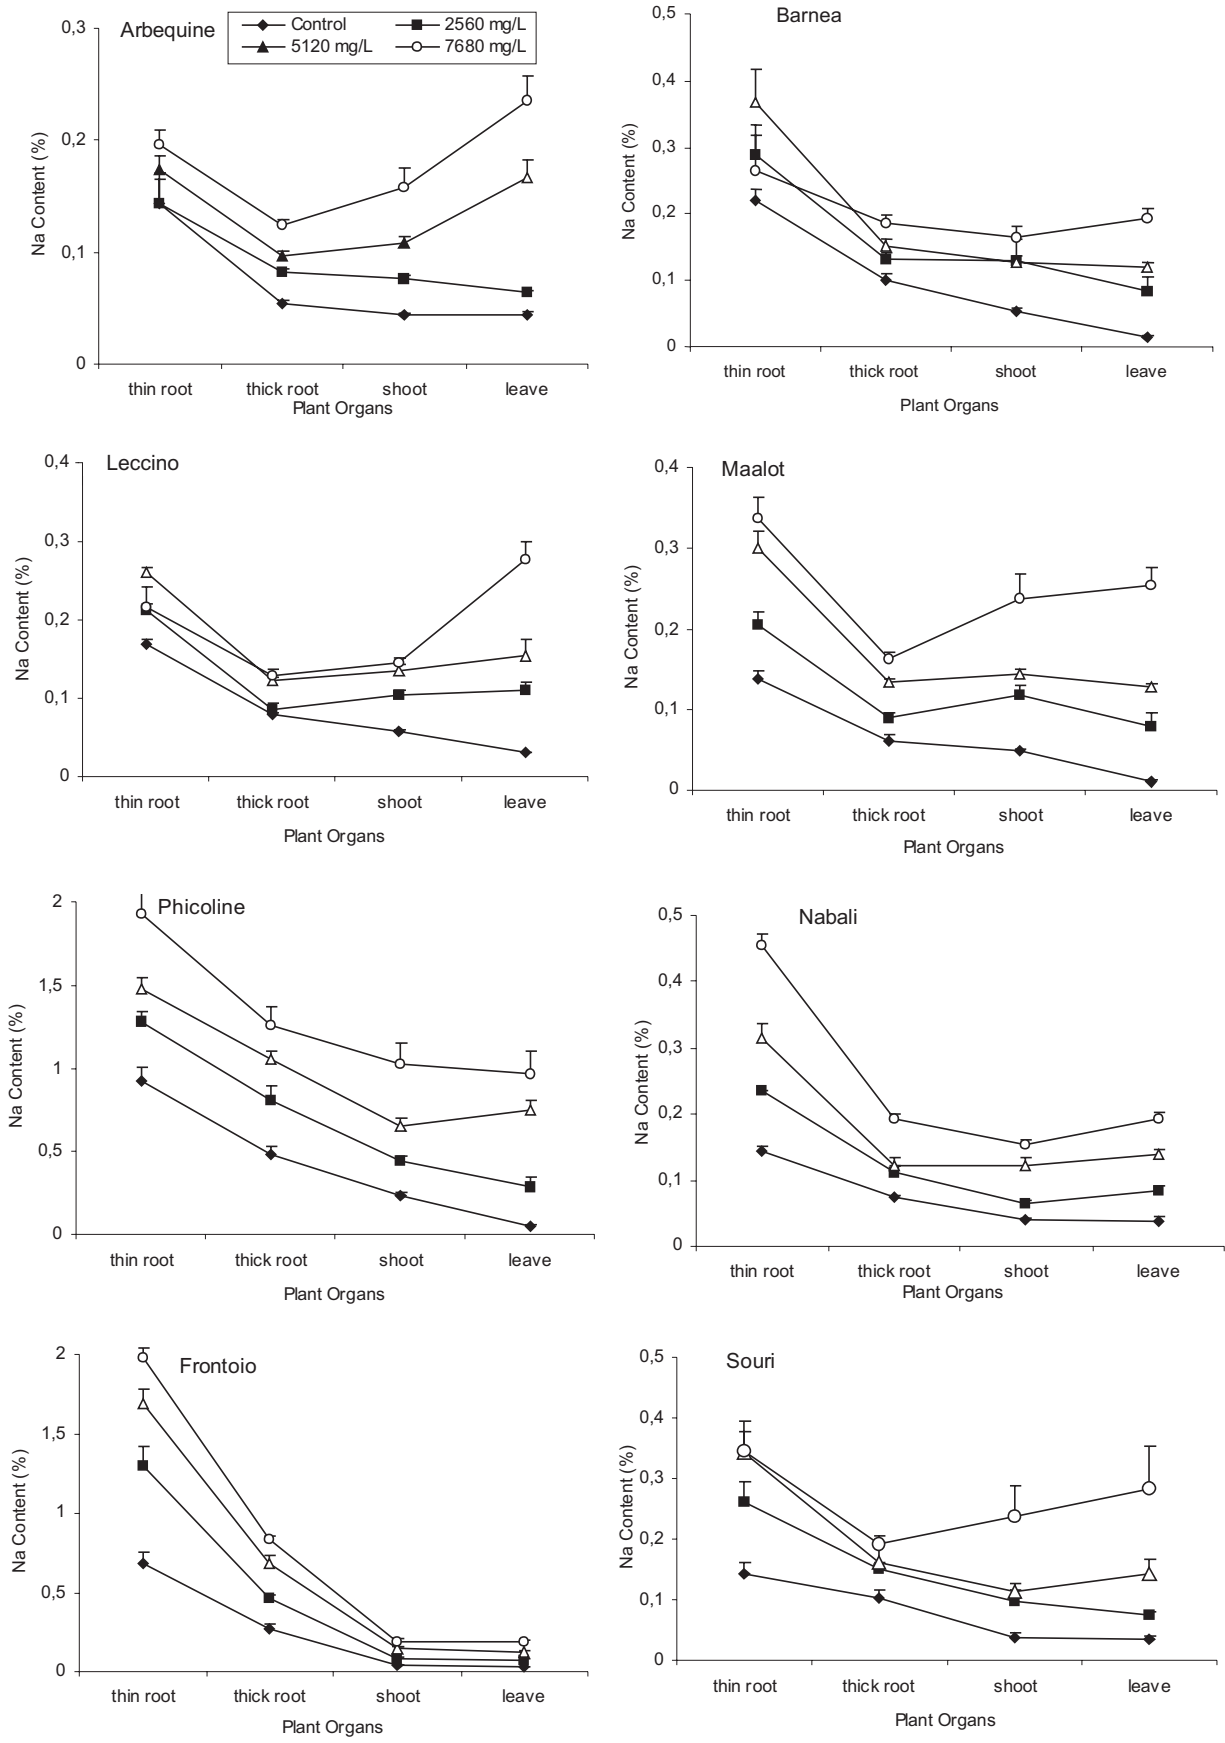 Arbequine
Control 2560 mg/L
5120 mg/L 7680 mg/L
0,3
0,2
0,1
0
Na Content (%)
thin root thick root shoot leave
Plant Organs
Barnea
0,5
0,4
0,3
0,2
0,1
0
Na Content (%)
thin root thick root shoot leave
Plant Organs
Leccino
0,4
0,3
0,2
0,1
0
Na Content (%)
thin root thick root shoot leave
Plant Organs
Maalot
0,4
0,3
0,2
0,1
0
Na Content (%)
thin root thick root shoot leave
Plant Organs
Phicoline
2
1,5
1
0,5
0
Na Content (%)
thin root thick root shoot leave
Plant Organs
Nabali
0,5
0,4
0,3
0,2
0,1
0
Na Content (%)
thin root thick root shoot leave
Plant Organs
Frontoio
2
1,5
1
0,5
0
Na Content (%)
thin root thick root shoot leave
Plant Organs
Souri
0,5
0,4
0,3
0,2
0,1
0
Na Content (%)
thin root thick root shoot leave
Plant Organs